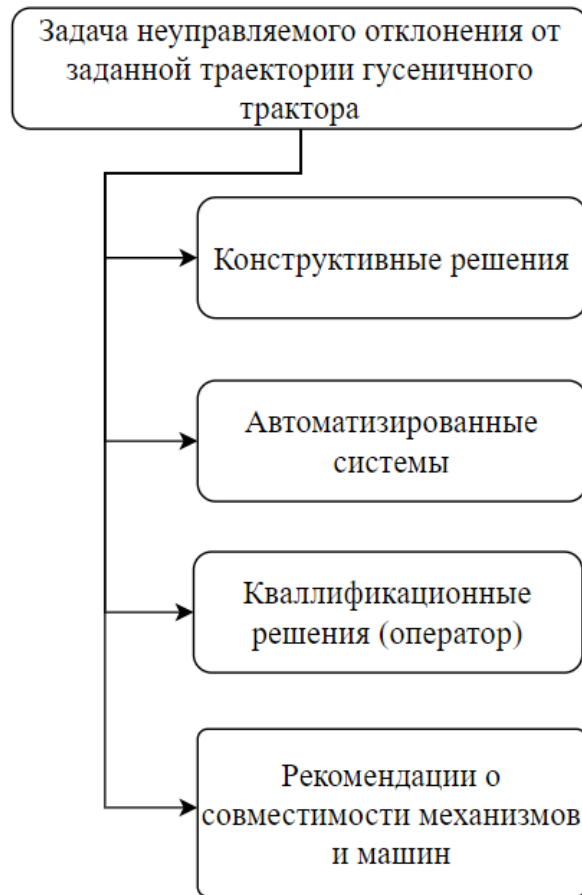 Задача неуправляемого отклонения от
заданной траектории гусеничного
трактора
Конструктивные решения
Автоматизированные
системы
Кваллификационные
решения (оператор)
Рекомендации о
совместимости механизмов
и машин